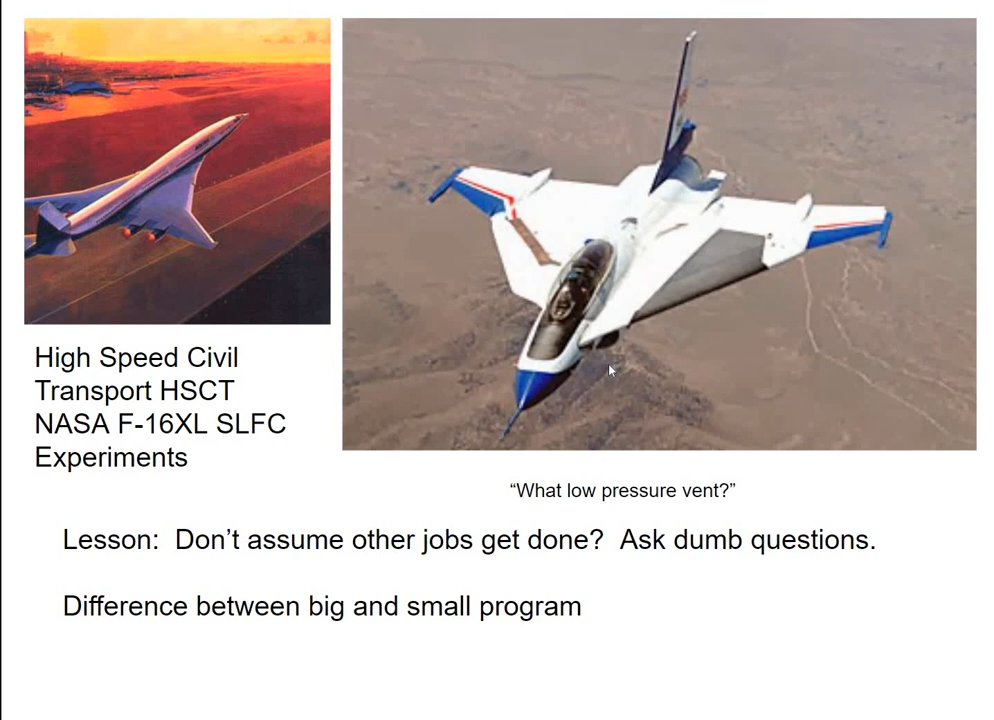 High Speed Civil
Transport HSCT
NASA F-16XL SLFC
Experiments
“What low pressure vent?”
Lesson:  Don’t assume other jobs get done?  Ask dumb questions.
Difference between big and small program